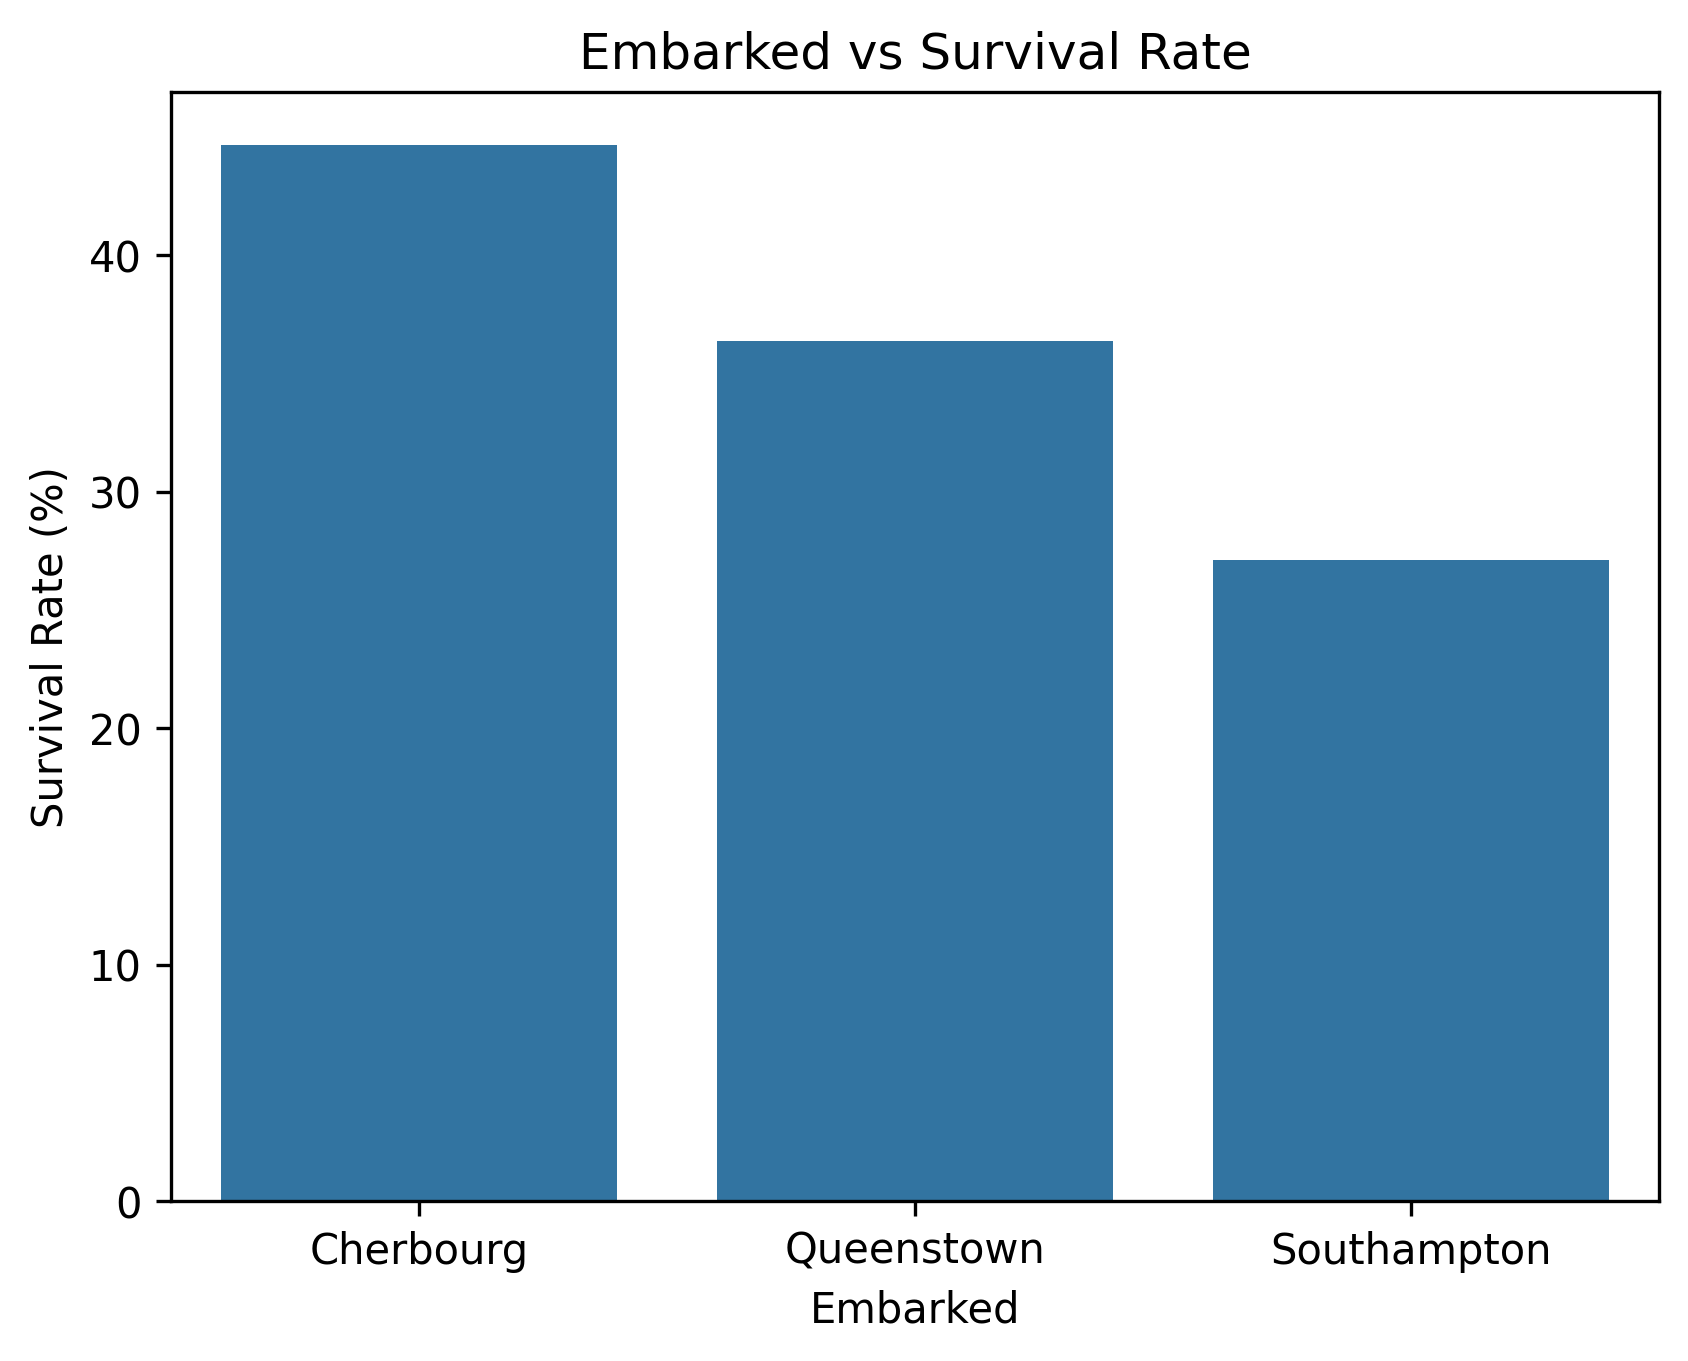 Embarked vs Survival Rate
Survival Rate (%)
40
30
20
10
0
Cherbourg
Queenstown
Southampton
Embarked